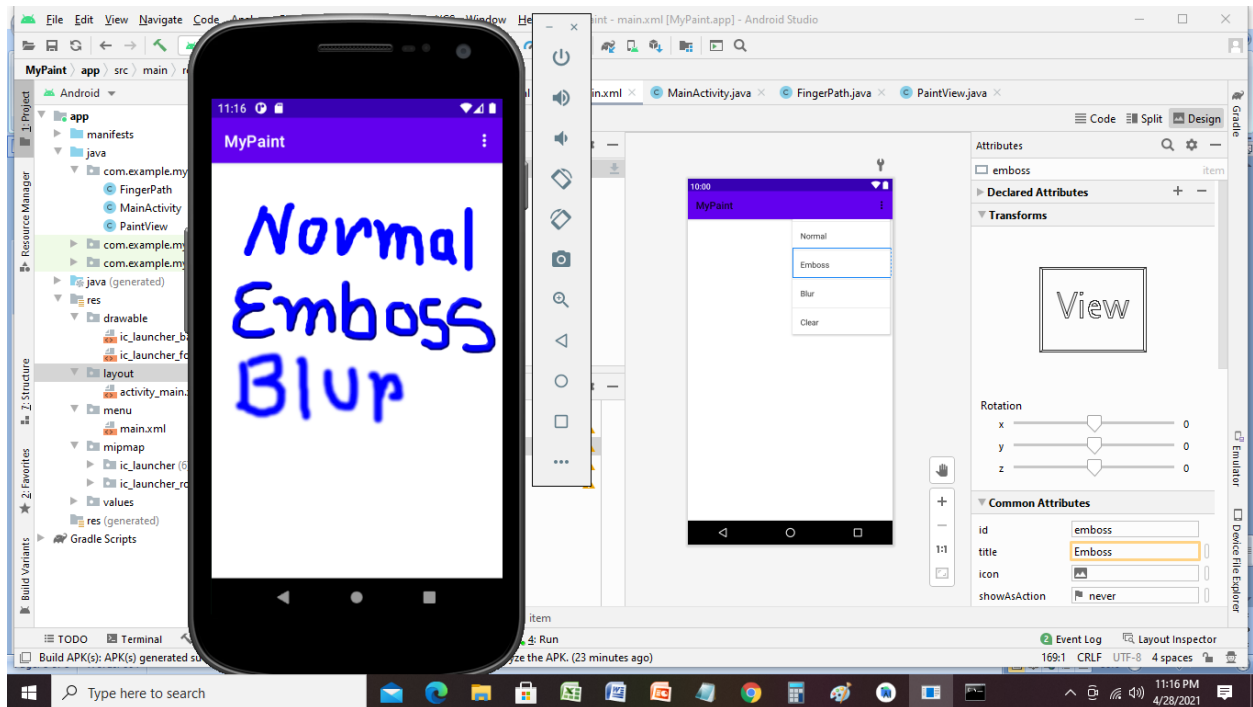 File Edit View Navigate Code
Window He
int - main.xml [MyPaint.app] - Android Studio
MyPaint app src main
in.xml MainActivity.java FingerPath.java PaintView.java
Android
Code Split Design
1: Project
Resource Manager
Z: Structure
2: Favorites
Build Variants
app
manifests
java
com.example.my
FingerPath
MainActivity
PaintView
com.example.my
com.example.my
java (generated)
res
drawable
ic_launcher_ba
ic_launcher_fo
layout
activity_main.
menu
main.xml
mipmap
ic_launcher (6
ic_launcher_ro
values
res (generated)
Gradle Scripts
11:16
MyPaint
Normal
Emboss
Blur
10:00
MyPaint
Normal
Emboss
Blur
Clear
1:1
Attributes
emboss item
Declared Attributes
Transforms
View
Rotation
x 0
y 0
z 0
Common Attributes
id emboss
title Emboss
icon
showAsAction never
Gradle
Emulator
Device File Explorer
item
TODO Terminal 4: Run 2 Event Log Layout Inspector
Build APK(s): APK(s) generated su yze the APK. (23 minutes ago) 169:1 CRLF UTF-8 4 spaces
Type here to search
11:16 PM
4/28/2021